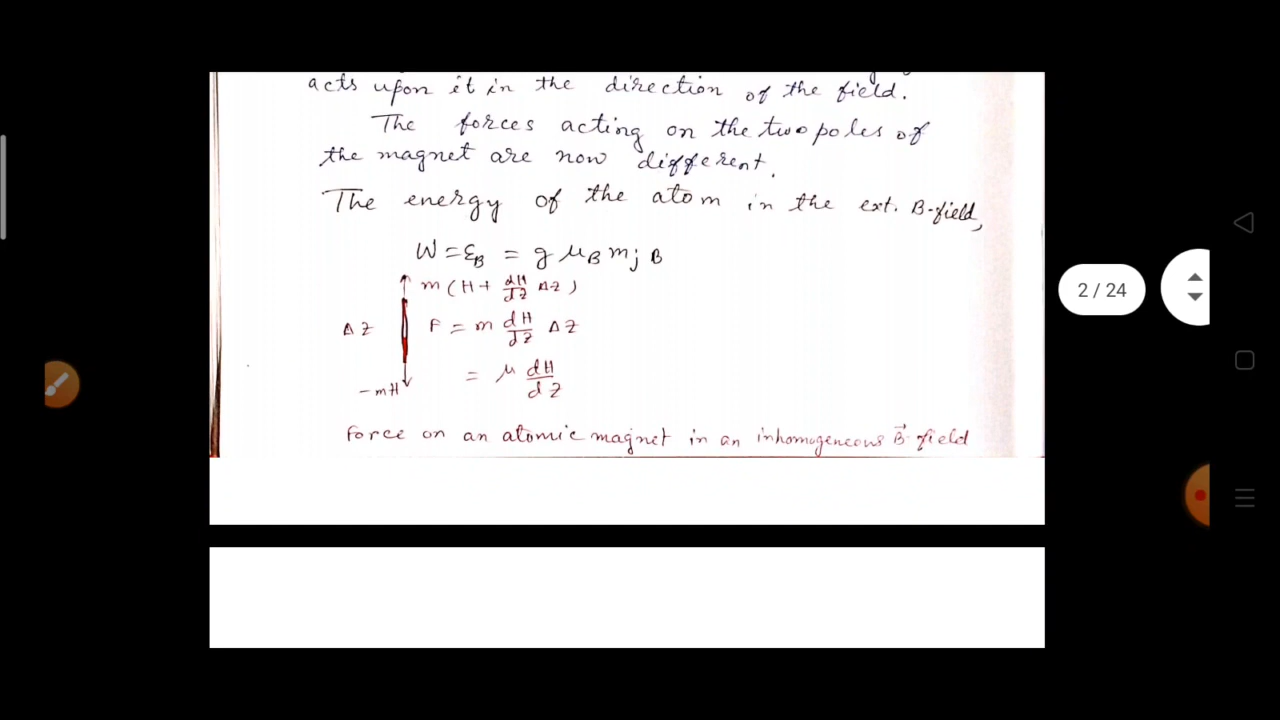 acts upon it in the direction of the field.
The forces acting on the two poles of
the magnet are now different.
The energy of the atom in the ext. B-field,
W = ε_B = g μ_B m_j B
m (H + dH/dz Δz)
Δz F = m dH/dz Δz
= μ dH/dz
-mH
Force on an atomic magnet in an inhomogeneous B⃗ field
2 / 24